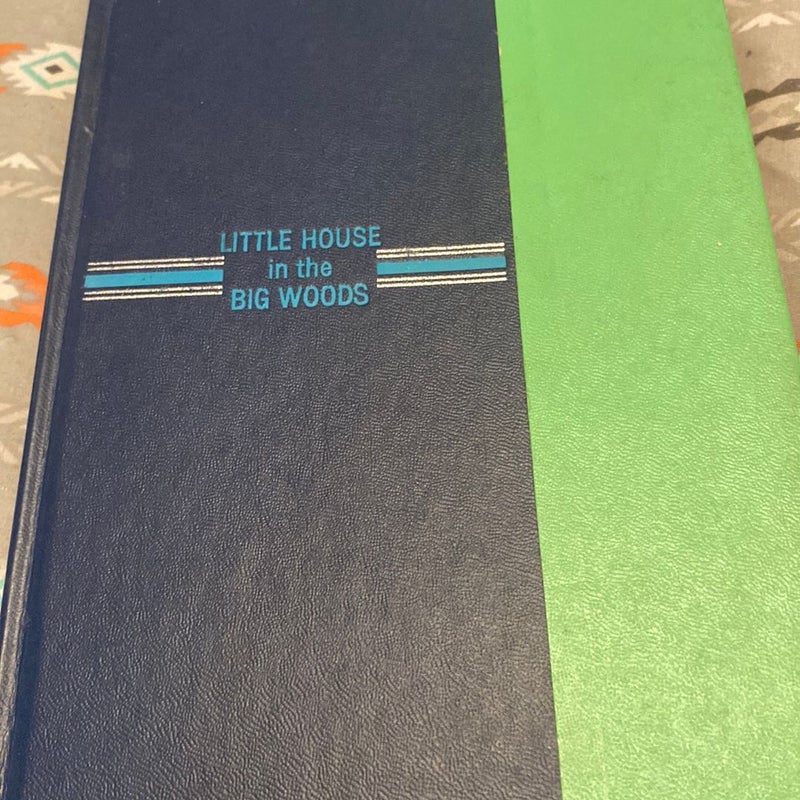 LITTLE HOUSE
in the
BIG WOODS